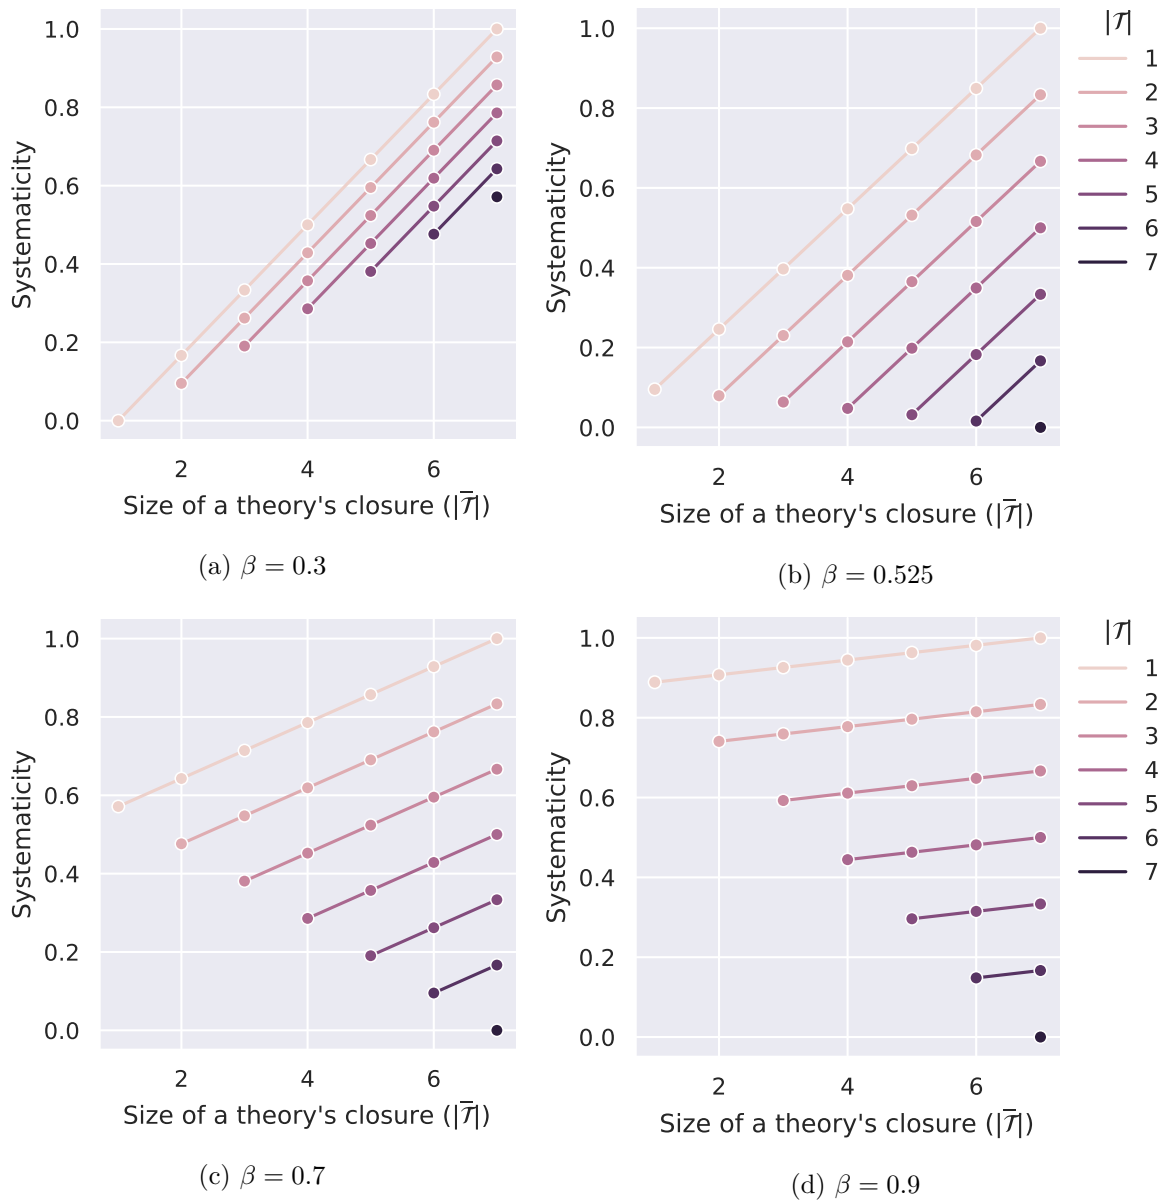 1.0
0.8
0.6
0.4
0.2
0.0
Systematicity
2 4 6
Size of a theory's closure (|𝒯̅|)
(a) β = 0.3
1.0
0.8
0.6
0.4
0.2
0.0
Systematicity
2 4 6
Size of a theory's closure (|𝒯̅|)
(b) β = 0.525
|𝒯|
1
2
3
4
5
6
7
1.0
0.8
0.6
0.4
0.2
0.0
Systematicity
2 4 6
Size of a theory's closure (|𝒯̅|)
(c) β = 0.7
1.0
0.8
0.6
0.4
0.2
0.0
Systematicity
2 4 6
Size of a theory's closure (|𝒯̅|)
(d) β = 0.9
|𝒯|
1
2
3
4
5
6
7